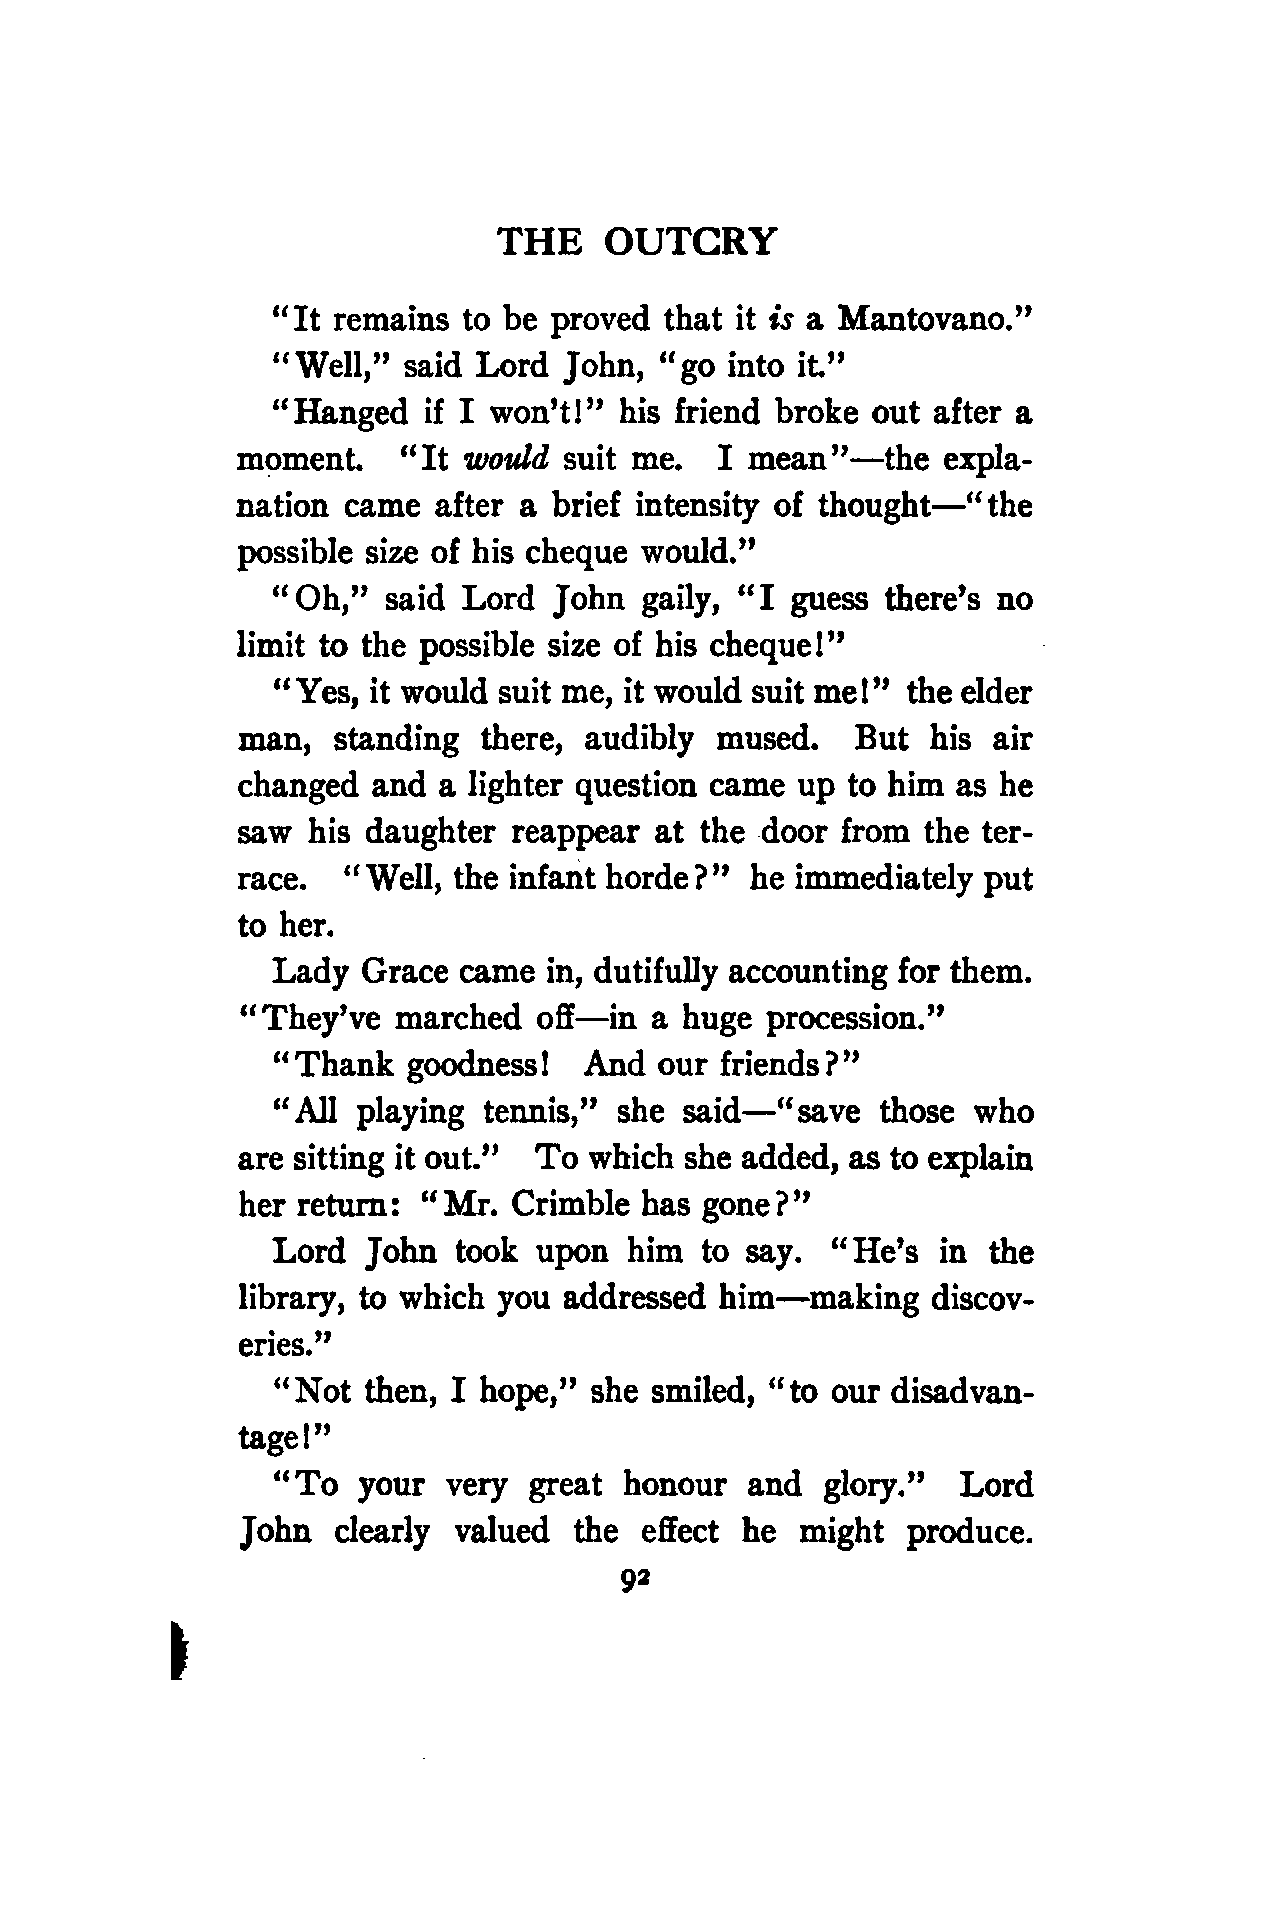 THE OUTCRY
"It remains to be proved that it is a Mantovano."
"Well," said Lord John, "go into it."
"Hanged if I won't!" his friend broke out after a
moment. "It would suit me. I mean"—the expla-
nation came after a brief intensity of thought—"the
possible size of his cheque would."
"Oh," said Lord John gaily, "I guess there's no
limit to the possible size of his cheque!"
"Yes, it would suit me, it would suit me!" the elder
man, standing there, audibly mused. But his air
changed and a lighter question came up to him as he
saw his daughter reappear at the door from the ter-
race. "Well, the infant horde?" he immediately put
to her.
Lady Grace came in, dutifully accounting for them.
"They've marched off—in a huge procession."
"Thank goodness! And our friends?"
"All playing tennis," she said—"save those who
are sitting it out." To which she added, as to explain
her return: "Mr. Crimble has gone?"
Lord John took upon him to say. "He's in the
library, to which you addressed him—making discov-
eries."
"Not then, I hope," she smiled, "to our disadvan-
tage!"
"To your very great honour and glory." Lord
John clearly valued the effect he might produce.
92